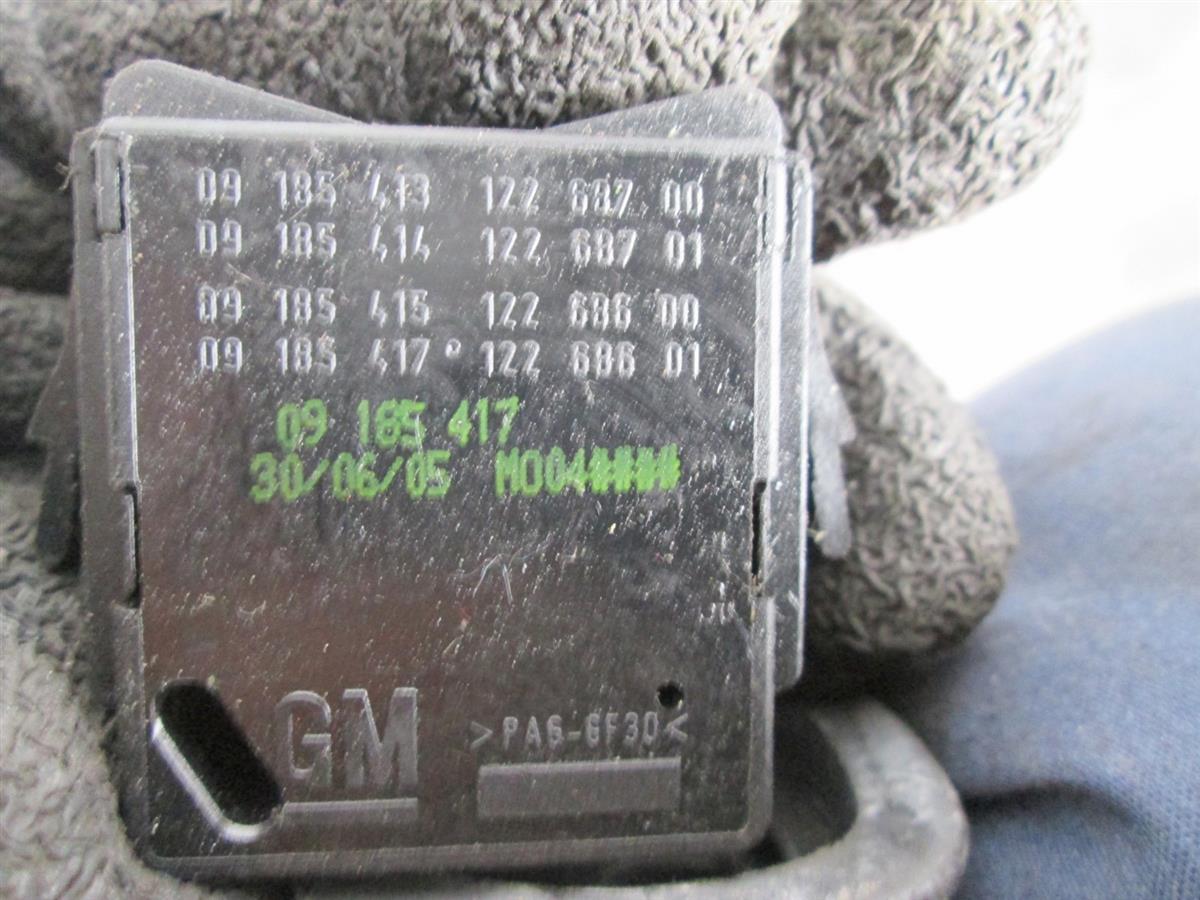 09 185 413 122 687 00
09 185 414 122 687 01
09 185 415 122 686 00
09 185 417 122 686 01
09 185 417
30/06/05 M004####
GM >PA6-GF30<